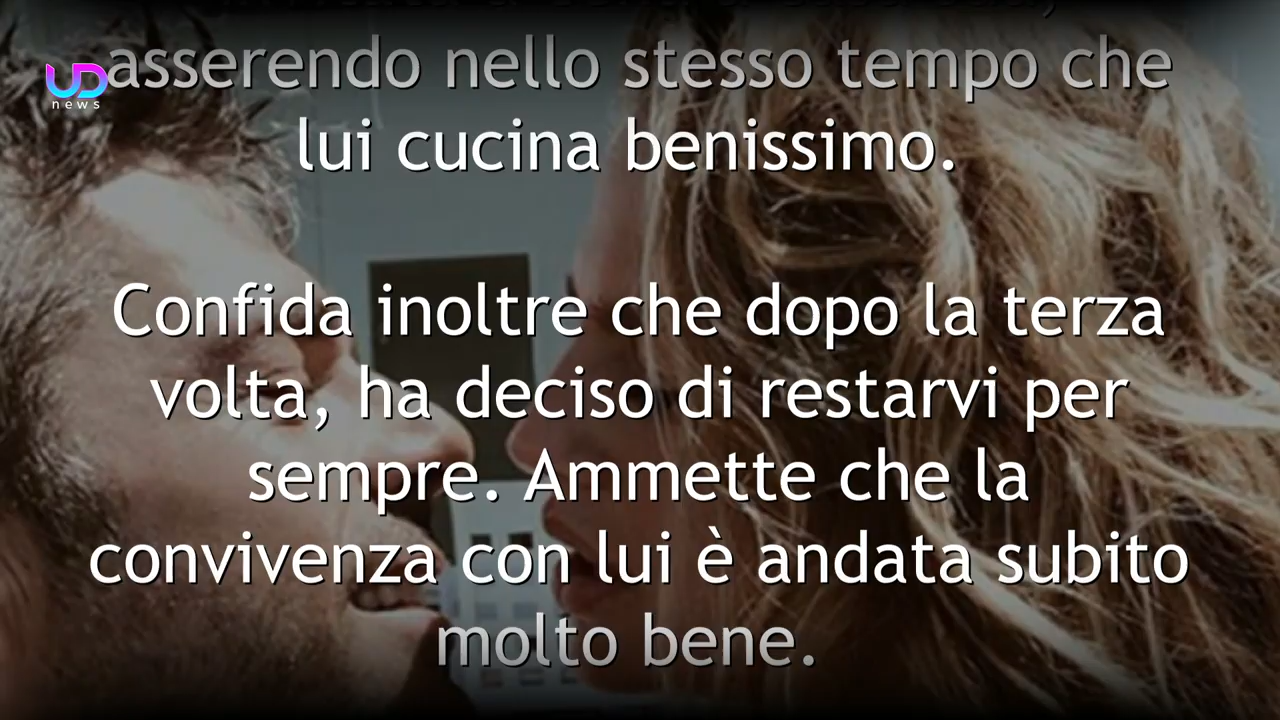 UD
news
asserendo nello stesso tempo che
lui cucina benissimo.
Confida inoltre che dopo la terza
volta, ha deciso di restarvi per
sempre. Ammette che la
convivenza con lui è andata subito
molto bene.